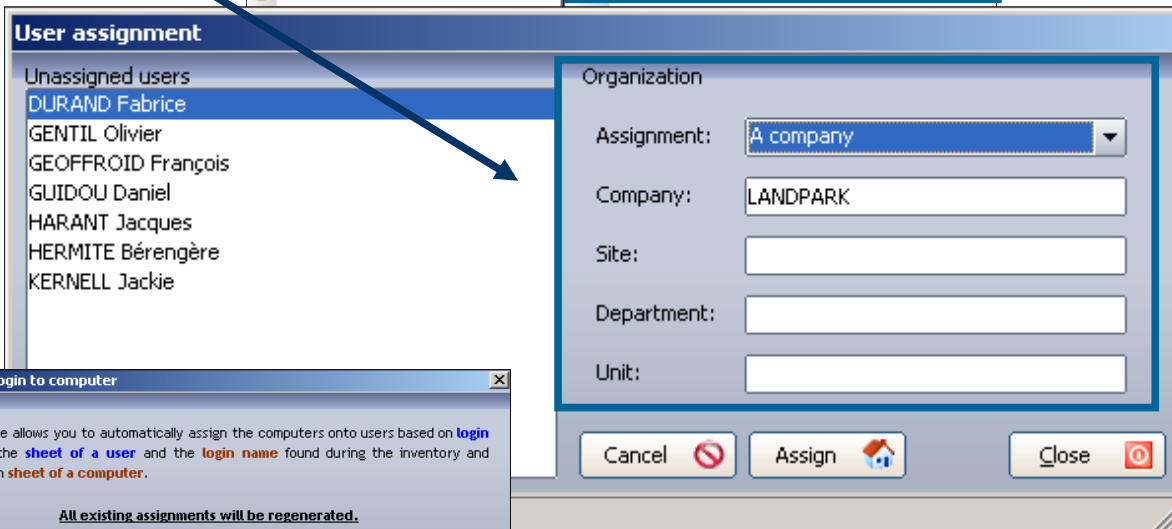 User assignment
Unassigned users
DURAND Fabrice
GENTIL Olivier
GEOFFROID François
GUIDOU Daniel
HARANT Jacques
HERMITE Bérengère
KERNELL Jackie
Organization
Assignment: A company
Company: LANDPARK
Site:
Department:
Unit:
Cancel
Assign
Close
to computer
allows you to automatically assign the computers onto users based on login
the sheet of a user and the login name found during the inventory and
sheet of a computer.
All existing assignments will be regenerated.